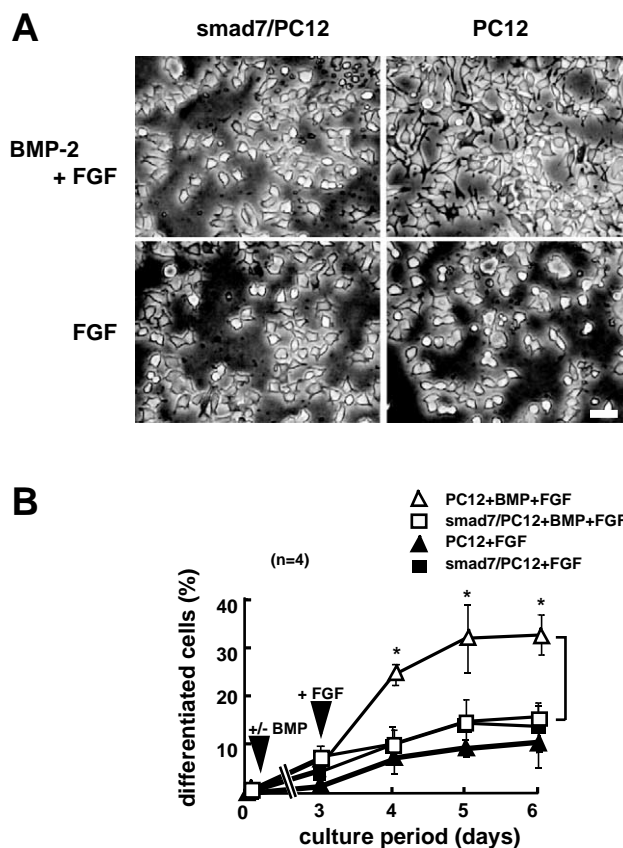 A
smad7/PC12 PC12
BMP-2
+ FGF
FGF
B
PC12+BMP+FGF
smad7/PC12+BMP+FGF
PC12+FGF
smad7/PC12+FGF
(n=4)
differentiated cells (%)
40
30
20
10
* * *
+ FGF
+/- BMP
0 3 4 5 6
culture period (days)